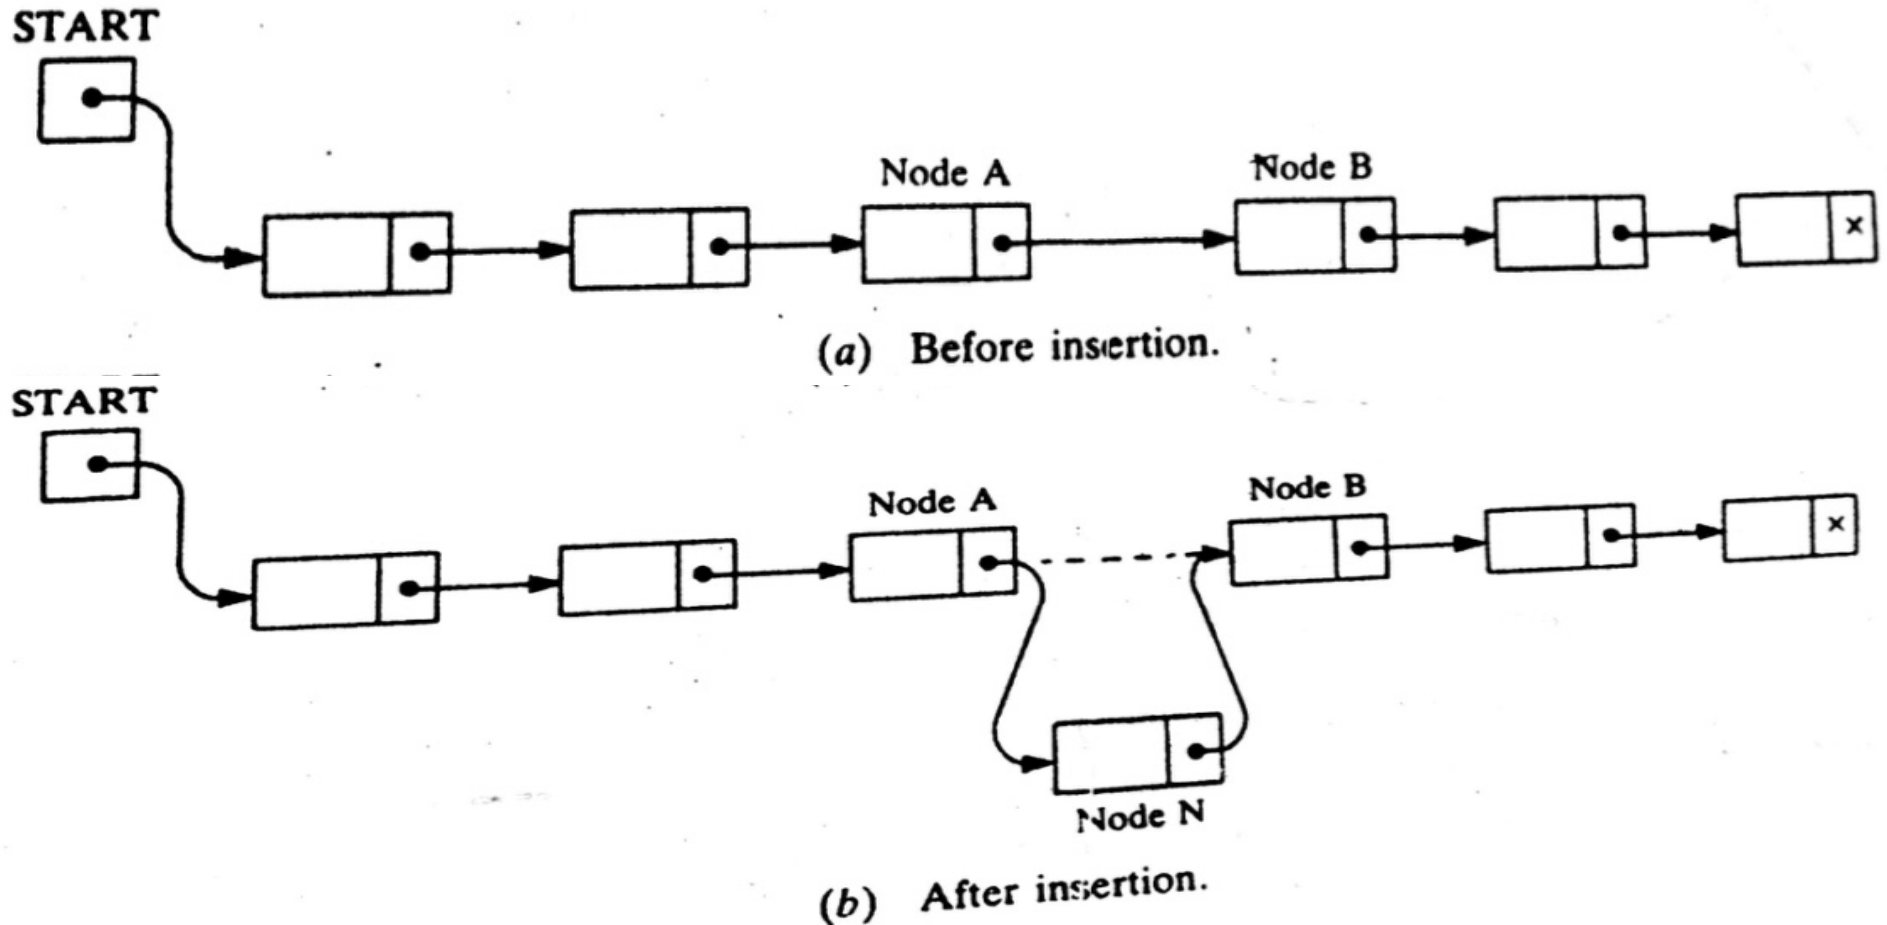 START
Node A
Node B
×
(a) Before insertion.
START
Node A
Node B
×
Node N
(b) After insertion.